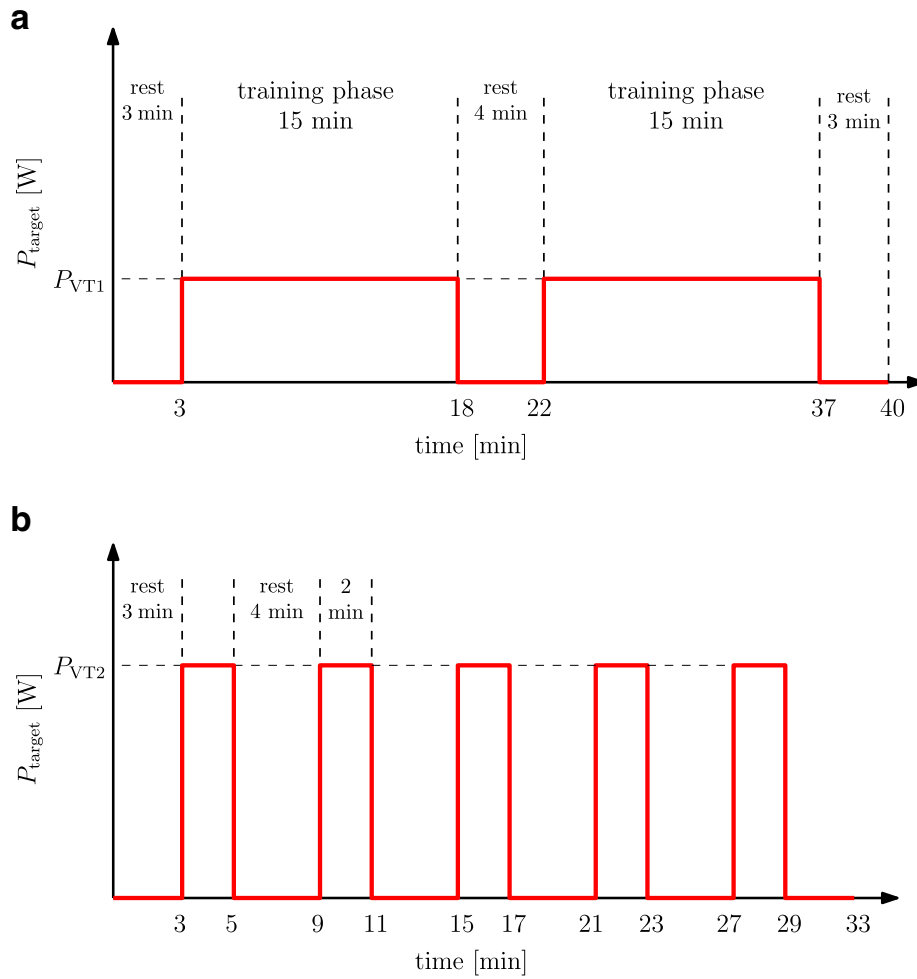 a
rest
3 min
training phase
15 min
rest
4 min
training phase
15 min
rest
3 min
P_target [W]
P_VT1
3 18 22 37 40
time [min]
b
rest
3 min
rest
4 min
2
min
P_target [W]
P_VT2
3 5 9 11 15 17 21 23 27 29 33
time [min]